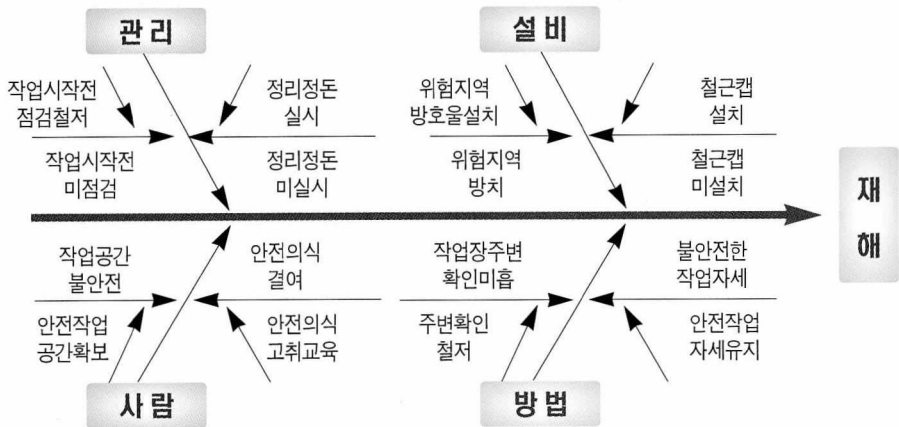 관리
설비
작업시작전
점검철저
정리정돈
실시
위험지역
방호울설치
철근캡
설치
작업시작전
미점검
정리정돈
미실시
위험지역
방치
철근캡
미설치
재
해
작업공간
불안전
안전의식
결여
작업장주변
확인미흡
불안전한
작업자세
안전작업
공간확보
안전의식
고취교육
주변확인
철저
안전작업
자세유지
사람
방법